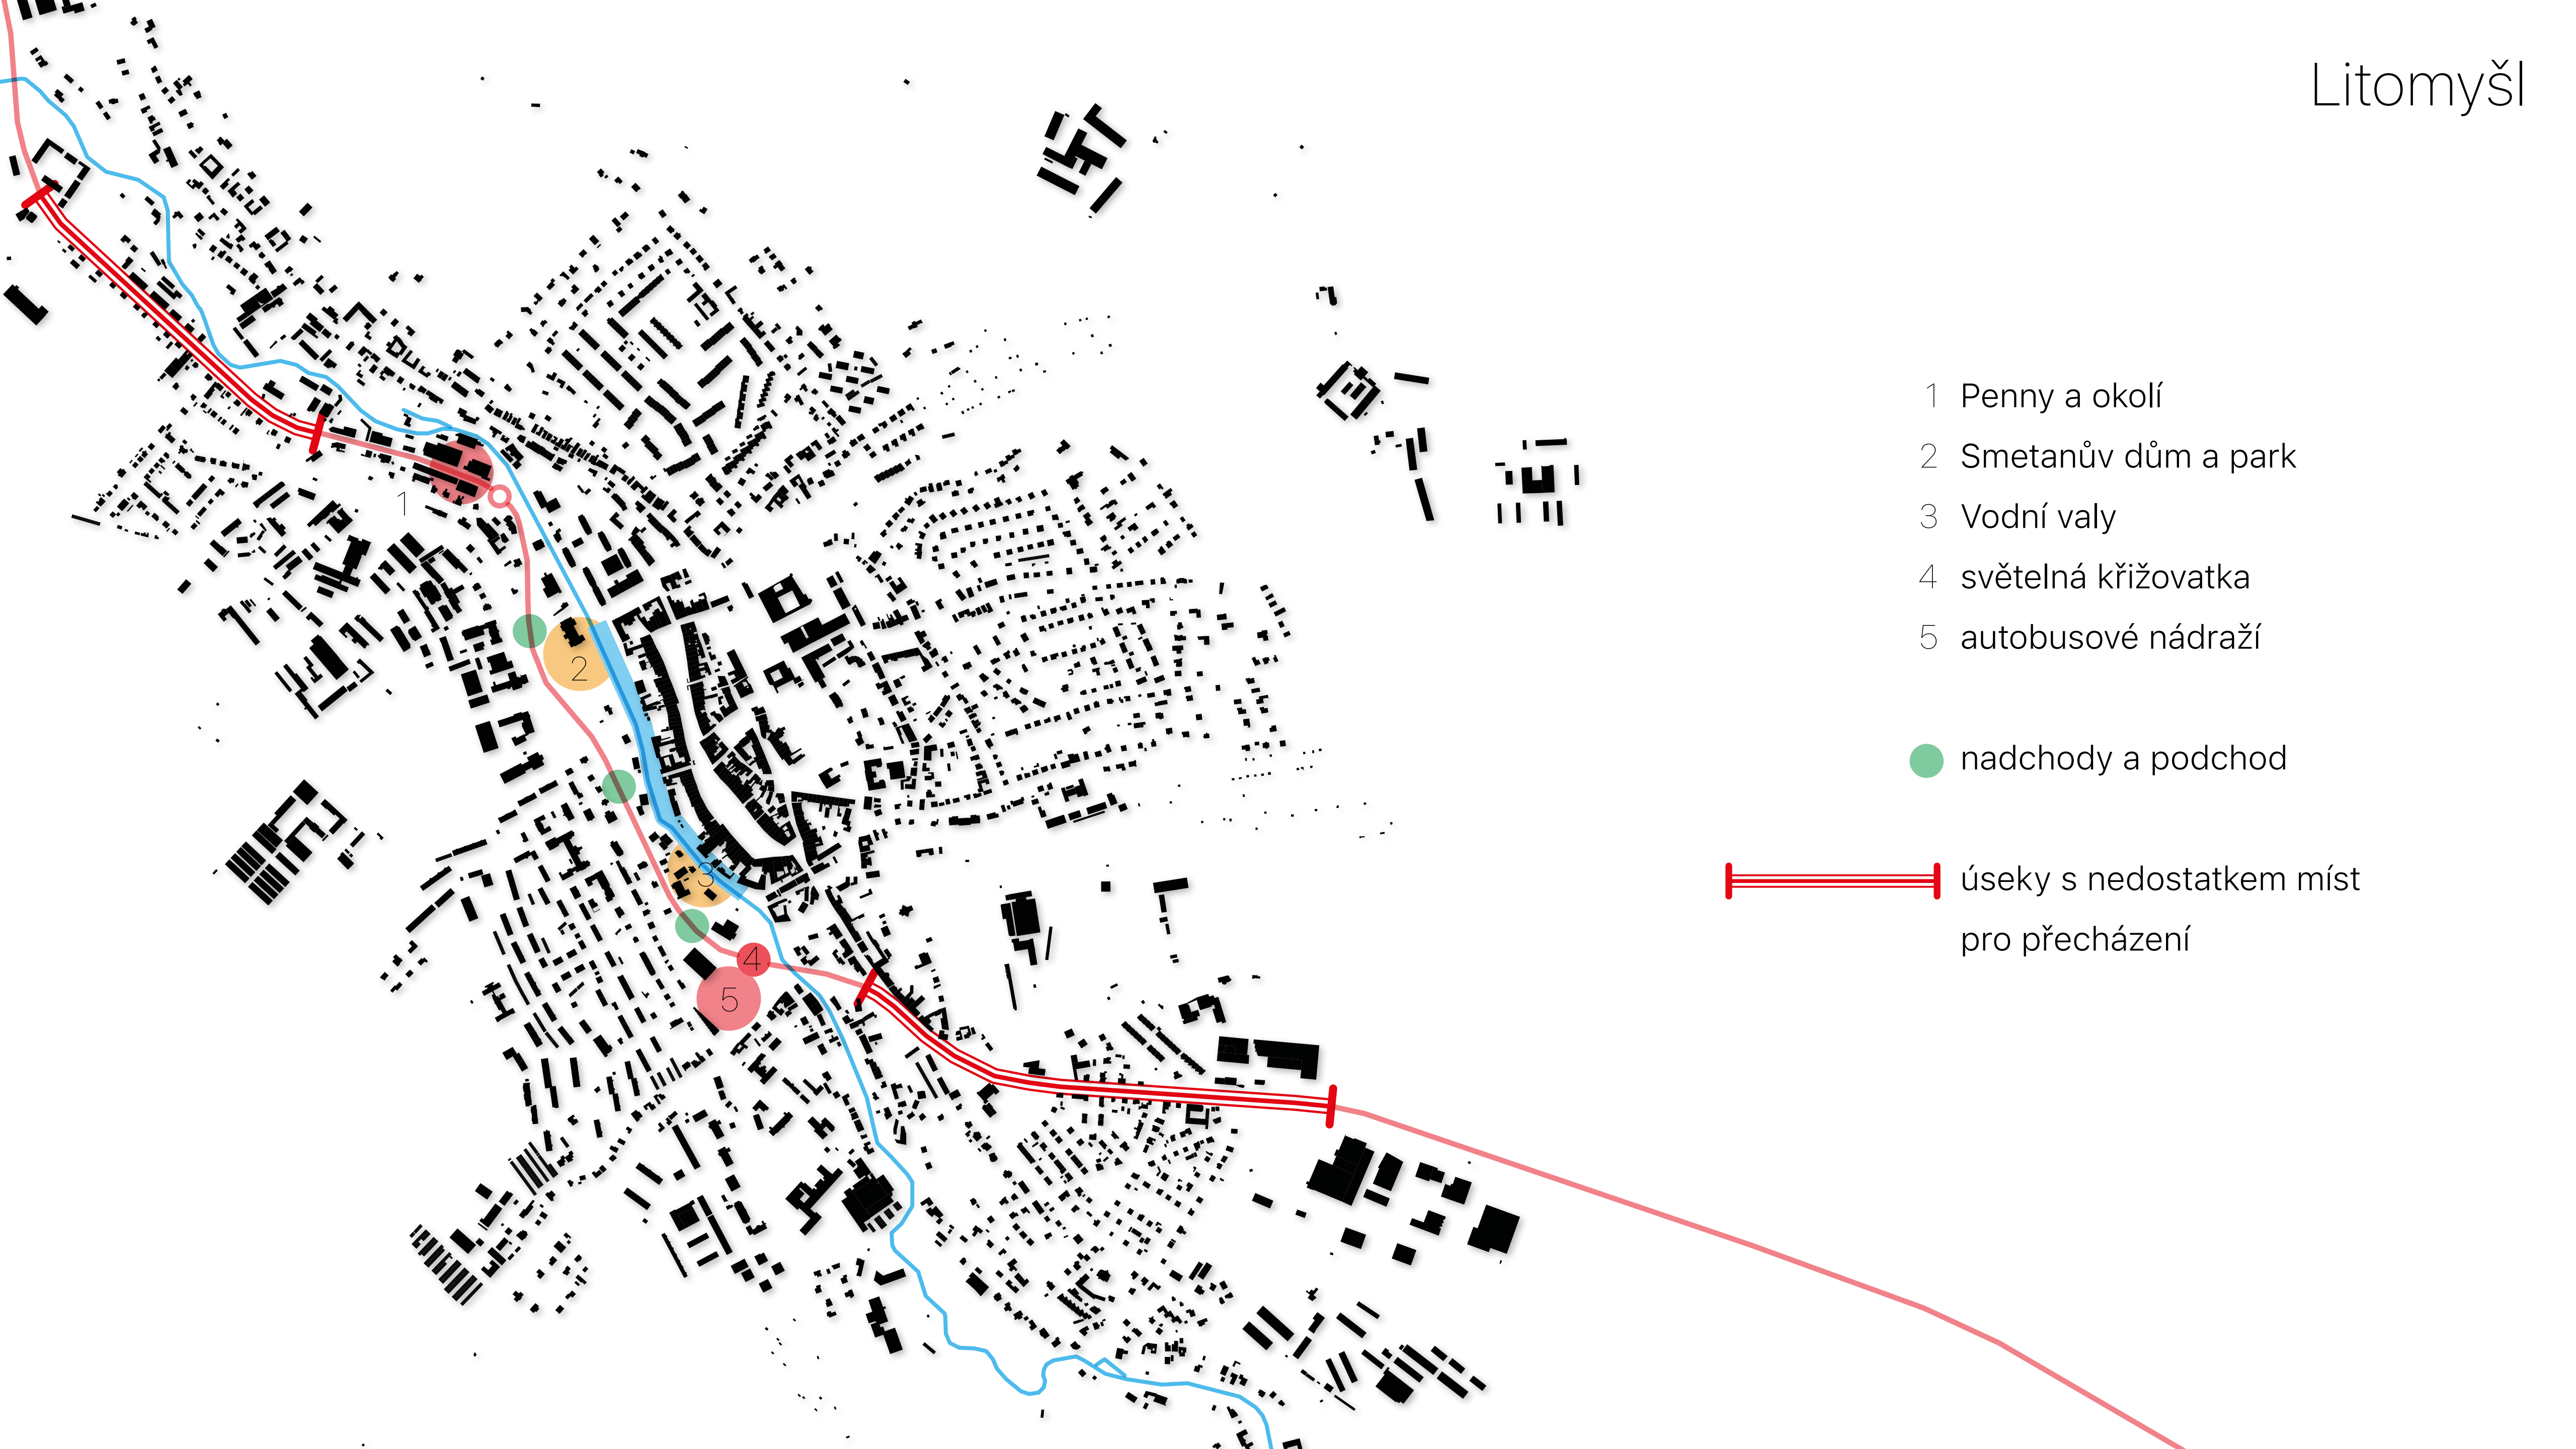 Litomyšl
1 Penny a okolí
2 Smetanův dům a park
3 Vodní valy
4 světelná křižovatka
5 autobusové nádraží
nadchody a podchod
úseky s nedostatkem míst
pro přecházení
1
2
3
4
5